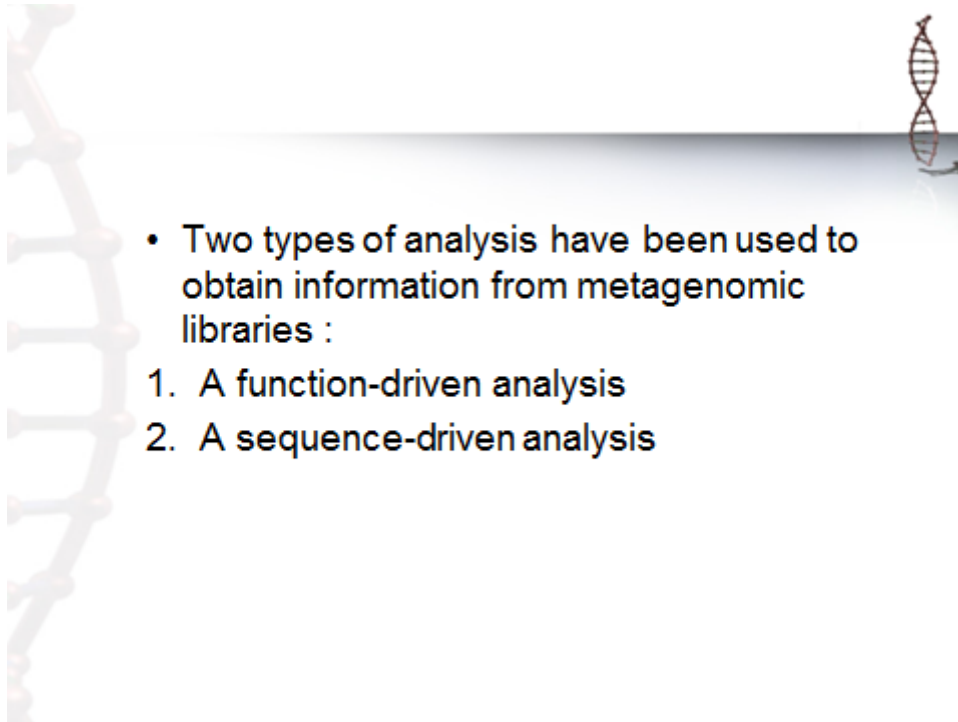 • Two types of analysis have been used to
obtain information from metagenomic
libraries :
1. A function-driven analysis
2. A sequence-driven analysis